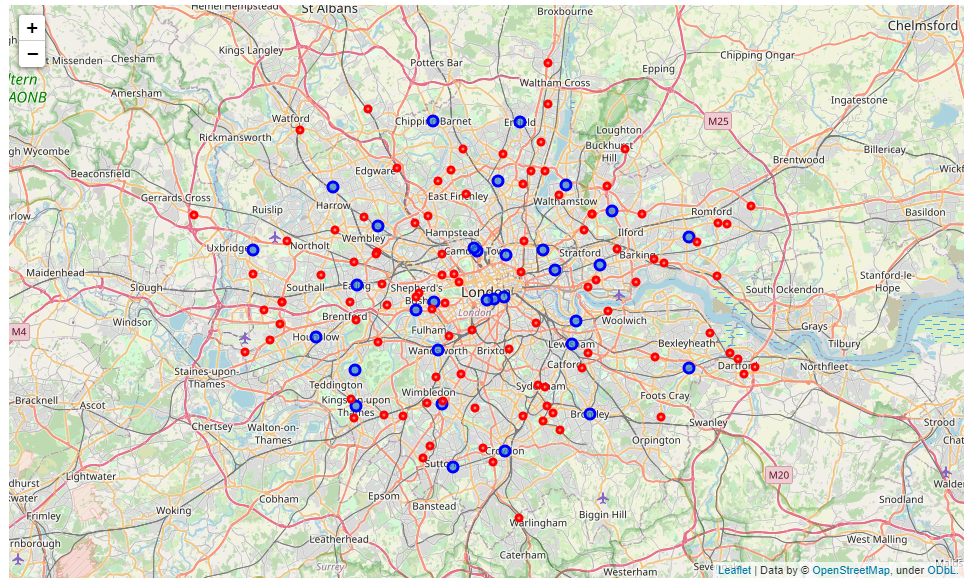 Hemel Hempstead
St Albans
Broxbourne
+
−
Chelmsford
t Missenden
Chesham
Kings Langley
Potters Bar
Epping
Chipping Ongar
ltern
AONB
Amersham
Waltham Cross
Ingatestone
Watford
Chipping Barnet
Enfield
M25
Rickmansworth
Loughton
gh Wycombe
Buckhurst
Hill
Billericay
Beaconsfield
Edgware
Brentwood
Gerrards Cross
East Finchley
Walthamstow
Harrow
Romford
Basildon
Ruislip
Hampstead
Ilford
Wembley
Uxbridge
Northolt
Camden Town
Stratford
Barking
Maidenhead
Stanford-le
Hope
Slough
Southall
Ealing
Shepherd's
Bush
London
South Ockendon
London
Windsor
Brentford
Woolwich
Grays
M4
Fulham
Tilbury
Hounslow
Wandsworth
Brixton
Lewisham
Bexleyheath
Staines-upon-
Thames
Catford
Dartford
Northfleet
Teddington
Bracknell
Ascot
Kingston upon
Thames
Wimbledon
Sydenham
Foots Cray
Chertsey
Walton-on-
Thames
Bromley
Swanley
Strood
Orpington
Chat
Croydon
Sutton
Lightwater
M20
Epsom
Cobham
Banstead
Biggin Hill
Snodland
Woking
Frimley
Warlingham
Leatherhead
West Malling
rnborough
Caterham
Surrey
Westerham
Leaflet | Data by © OpenStreetMap, under ODbL.